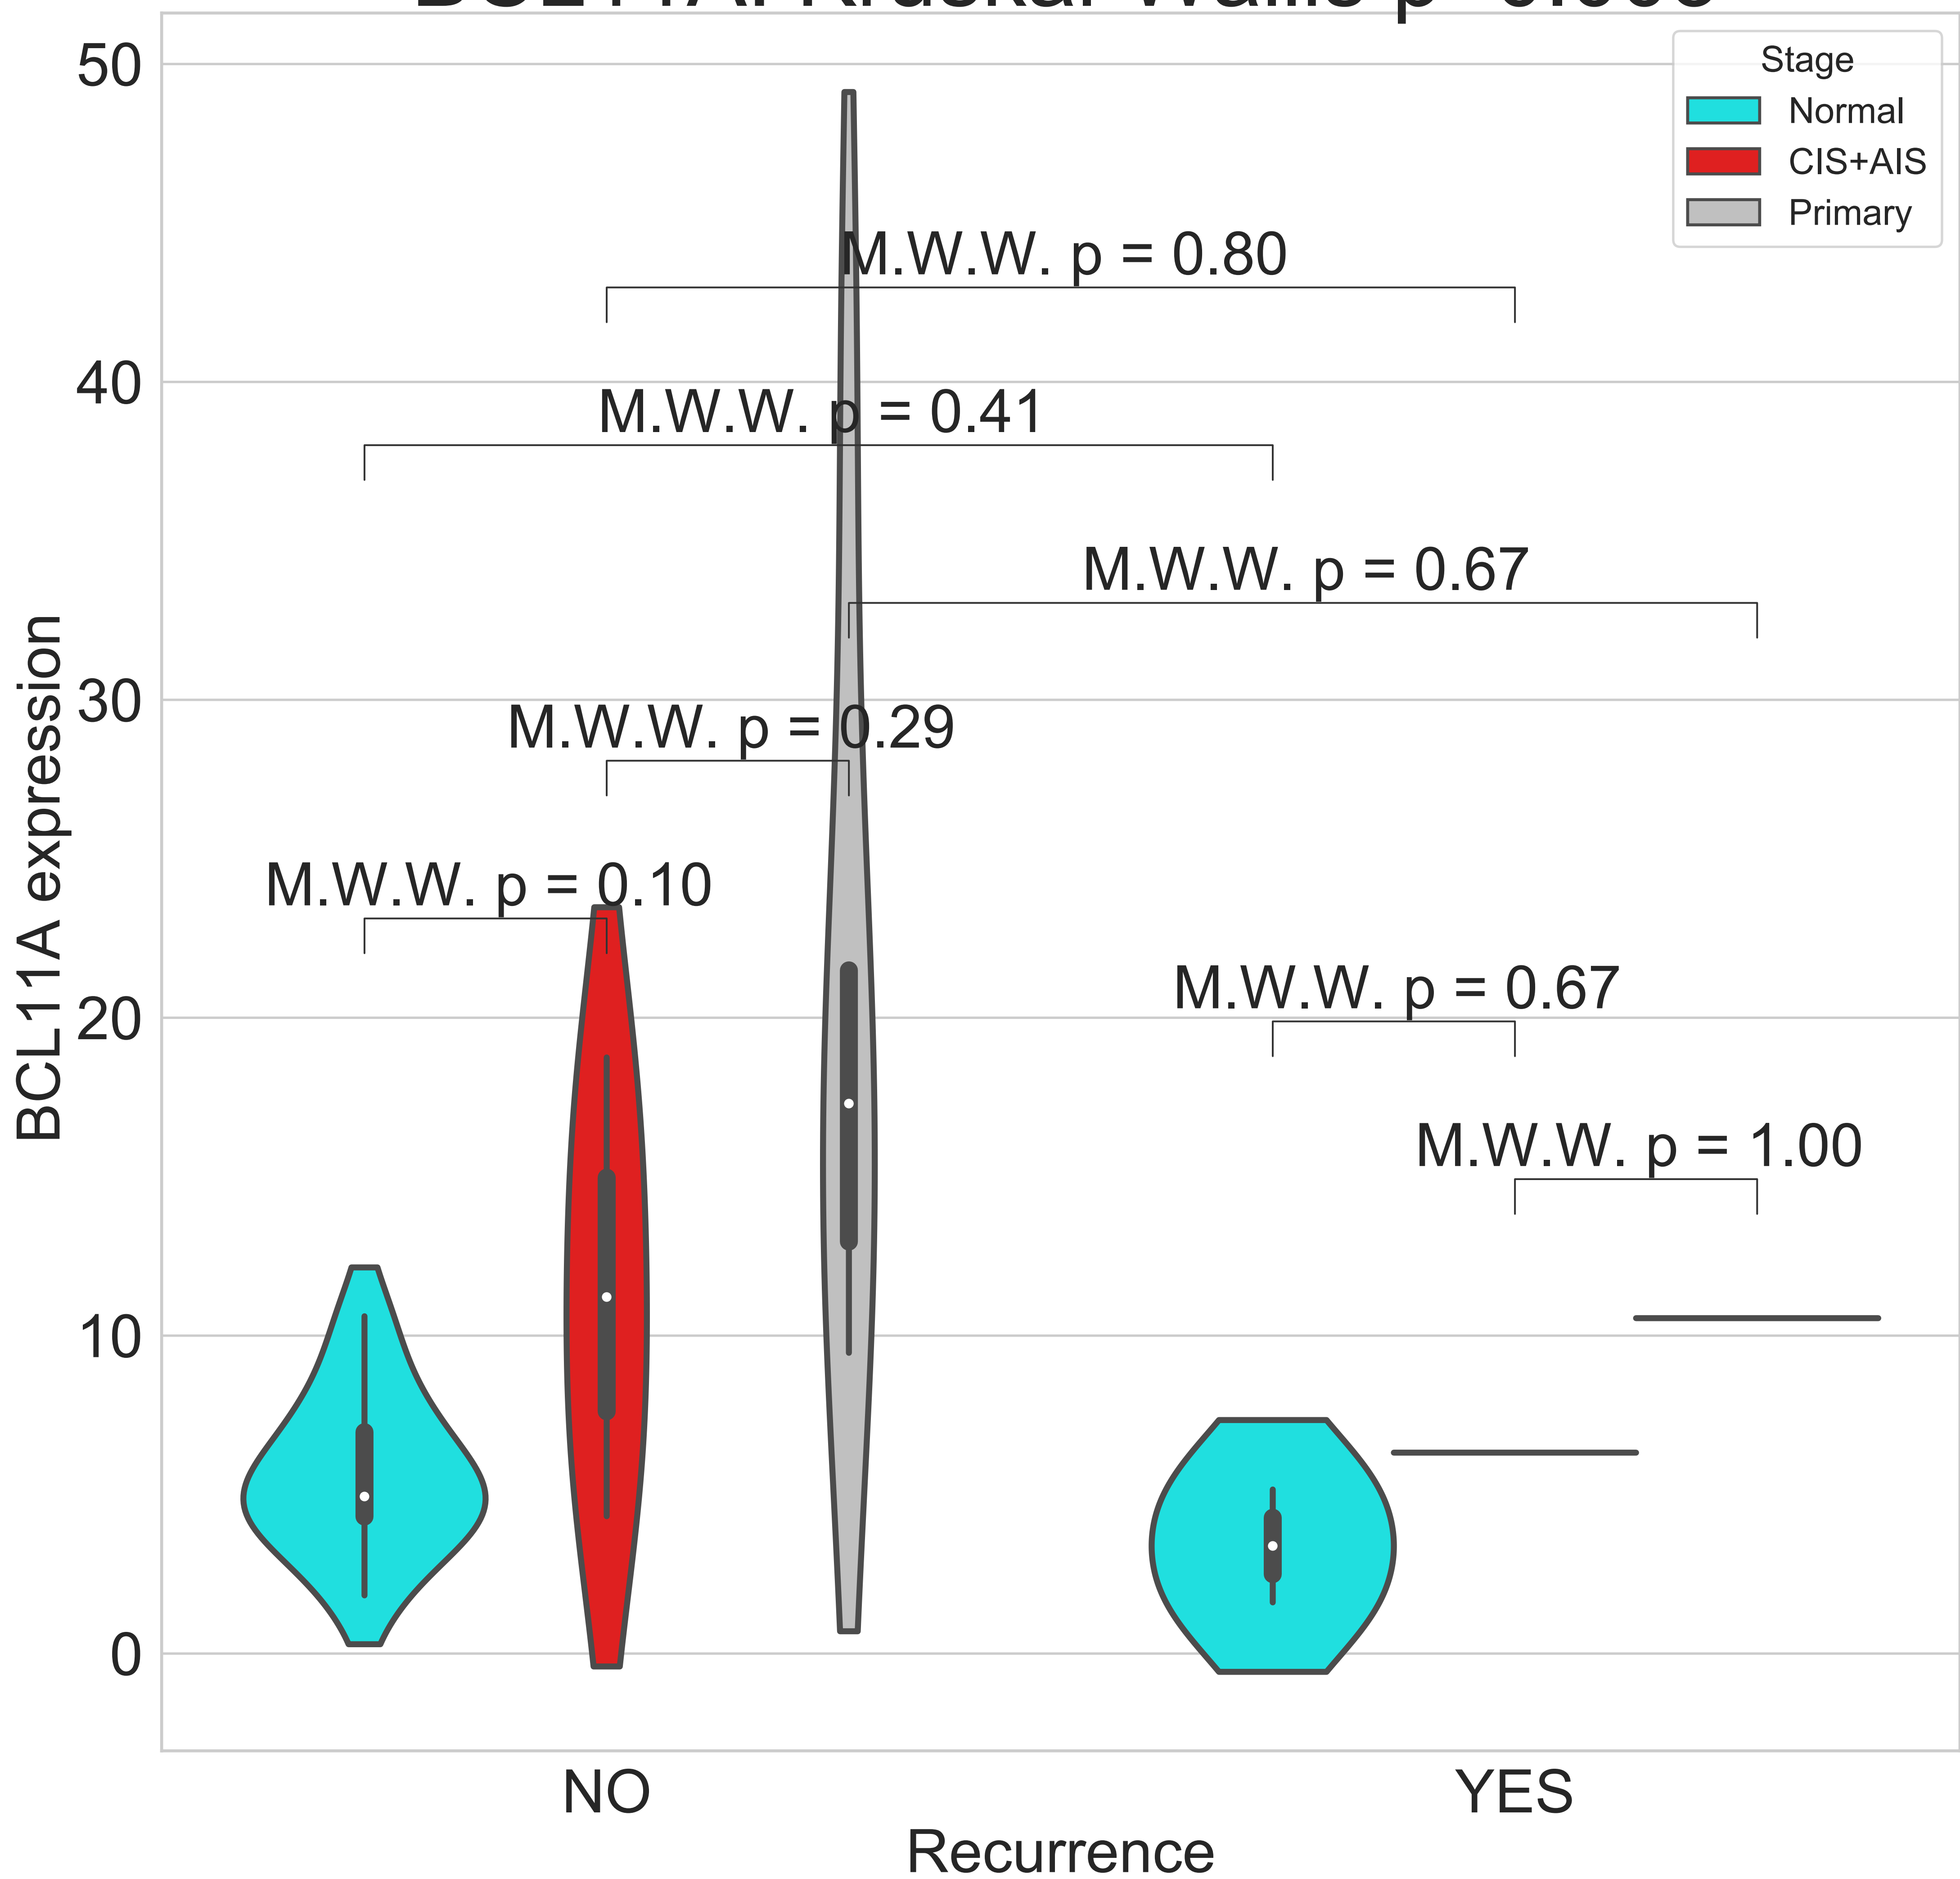 50
Stage
Normal
CIS+AIS
Primary
M.W.W. p = 0.80
40
M.W.W. p = 0.41
M.W.W. p = 0.67
30
M.W.W. p = 0.29
M.W.W. p = 0.10
20
M.W.W. p = 0.67
M.W.W. p = 1.00
10
0
BCL11A expression
NO
YES
Recurrence